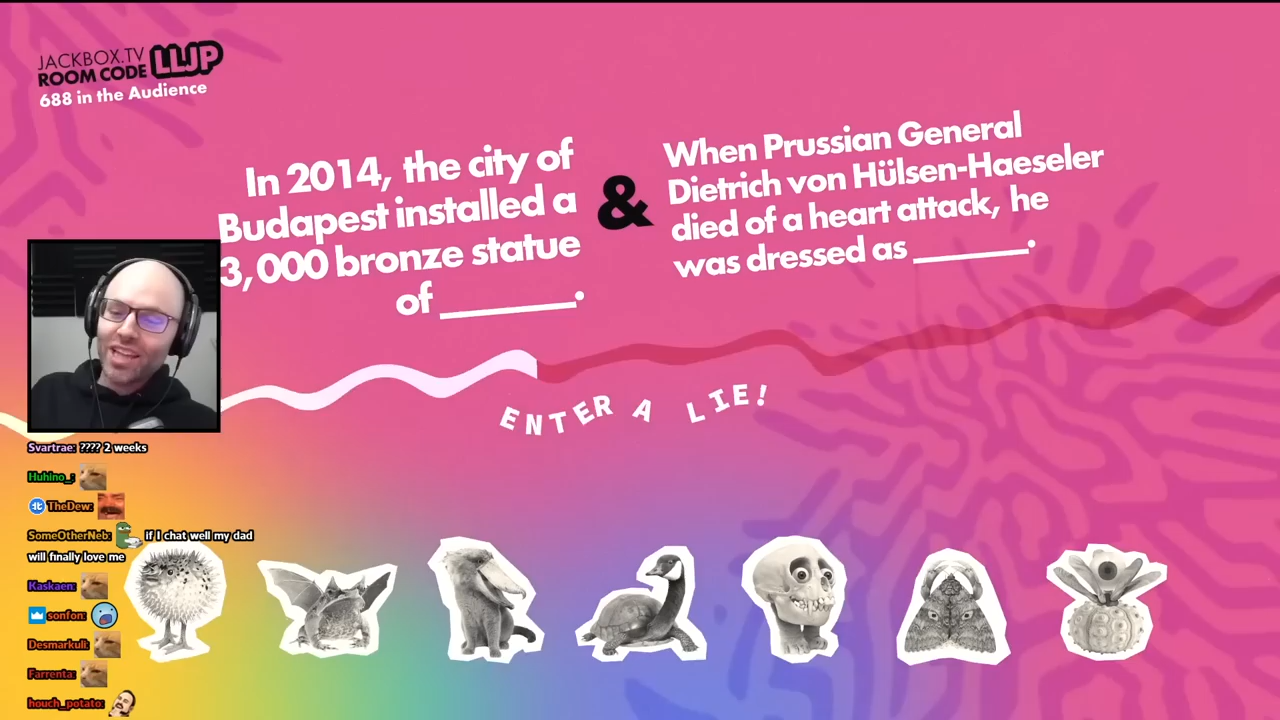 JACKBOX.TV
ROOM CODE LLJP
688 in the Audience
In 2014, the city of
Budapest installed a
3,000 bronze statue
of ______.
&
When Prussian General
Dietrich von Hülsen-Haeseler
died of a heart attack, he
was dressed as ______.
ENTER A LIE!
Svartrae: ???? 2 weeks
Huhino_:
TheDew:
SomeOtherNeb: if I chat well my dad
will finally love me
Kaskaen:
sonfon:
Desmarkuli:
Farrenta:
houch_potato: